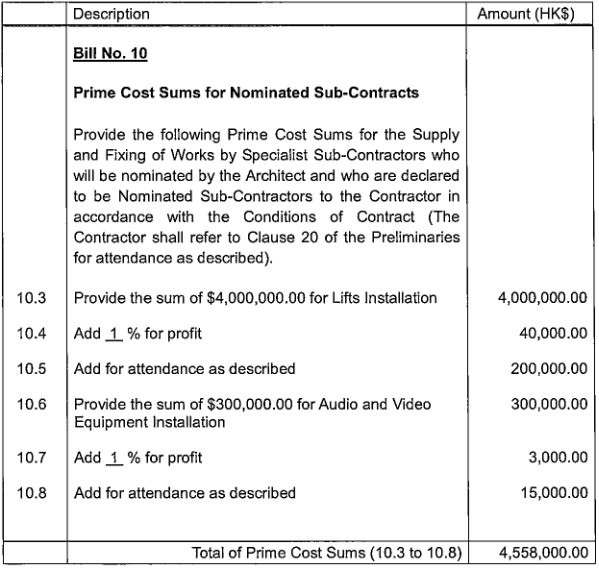 Description Amount (HK$)
Bill No. 10
Prime Cost Sums for Nominated Sub-Contracts
Provide the following Prime Cost Sums for the Supply
and Fixing of Works by Specialist Sub-Contractors who
will be nominated by the Architect and who are declared
to be Nominated Sub-Contractors to the Contractor in
accordance with the Conditions of Contract (The
Contractor shall refer to Clause 20 of the Preliminaries
for attendance as described).
10.3 Provide the sum of $4,000,000.00 for Lifts Installation 4,000,000.00
10.4 Add 1 % for profit 40,000.00
10.5 Add for attendance as described 200,000.00
10.6 Provide the sum of $300,000.00 for Audio and Video 300,000.00
Equipment Installation
10.7 Add 1 % for profit 3,000.00
10.8 Add for attendance as described 15,000.00
Total of Prime Cost Sums (10.3 to 10.8) 4,558,000.00